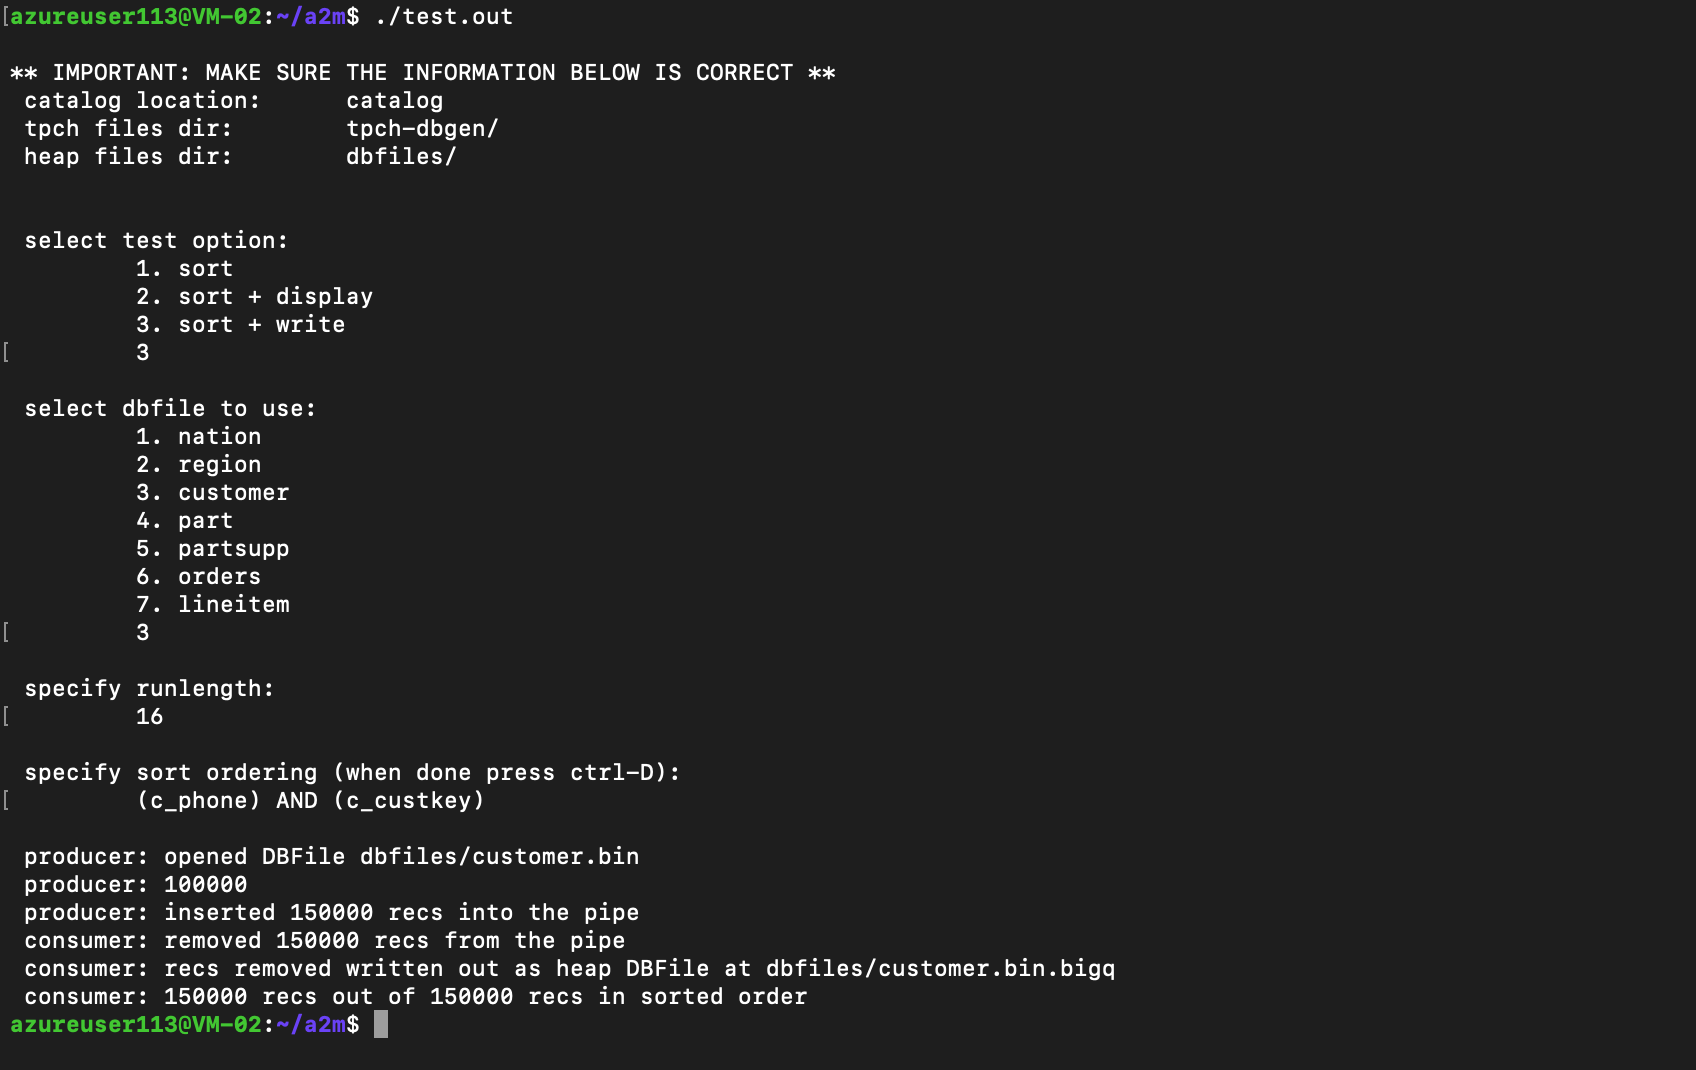 [azureuser113@VM-02:~/a2m$ ./test.out
** IMPORTANT: MAKE SURE THE INFORMATION BELOW IS CORRECT **
catalog location: catalog
tpch files dir: tpch-dbgen/
heap files dir: dbfiles/
select test option:
1. sort
2. sort + display
3. sort + write
[ 3
select dbfile to use:
1. nation
2. region
3. customer
4. part
5. partsupp
6. orders
7. lineitem
[ 3
specify runlength:
[ 16
specify sort ordering (when done press ctrl-D):
[ (c_phone) AND (c_custkey)
producer: opened DBFile dbfiles/customer.bin
producer: 100000
producer: inserted 150000 recs into the pipe
consumer: removed 150000 recs from the pipe
consumer: recs removed written out as heap DBFile at dbfiles/customer.bin.bigq
consumer: 150000 recs out of 150000 recs in sorted order
azureuser113@VM-02:~/a2m$